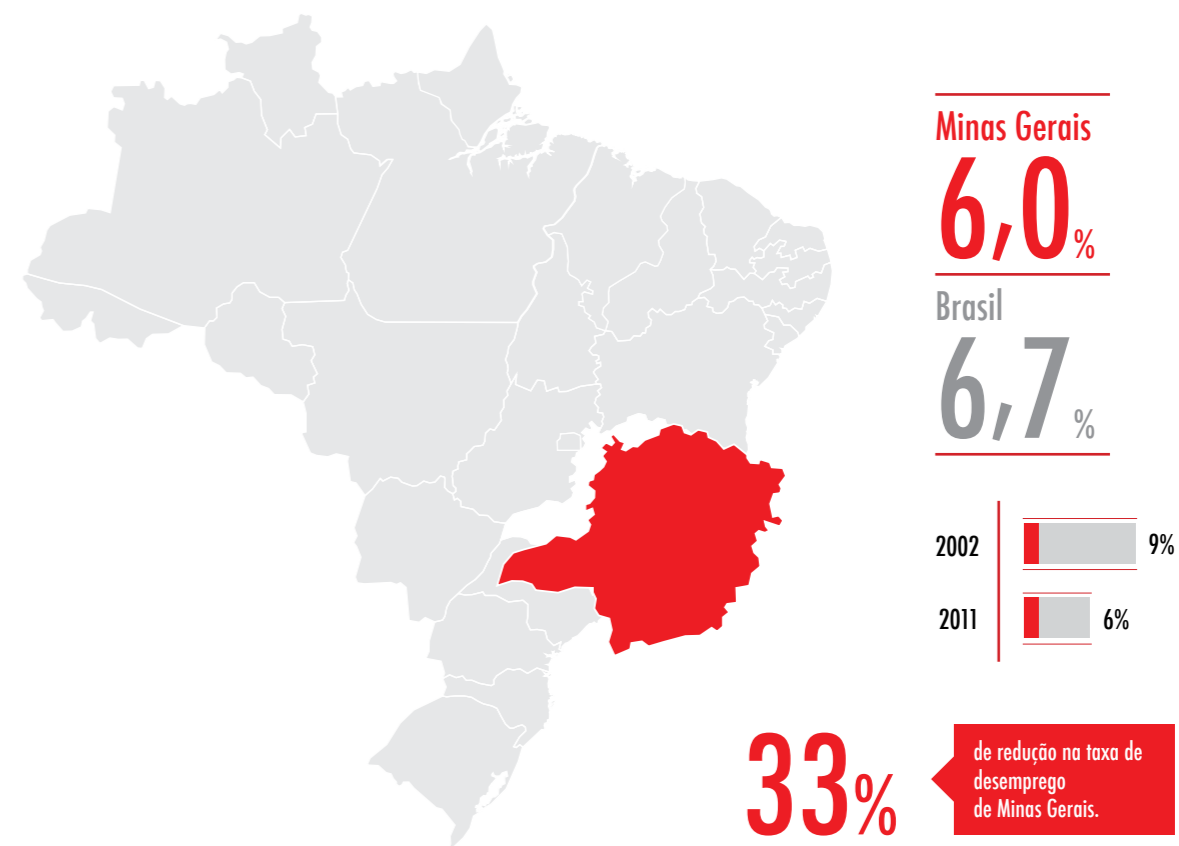 Minas Gerais
6,0%
Brasil
6,7%
2002 9%
2011 6%
33%
de redução na taxa de
desemprego
de Minas Gerais.